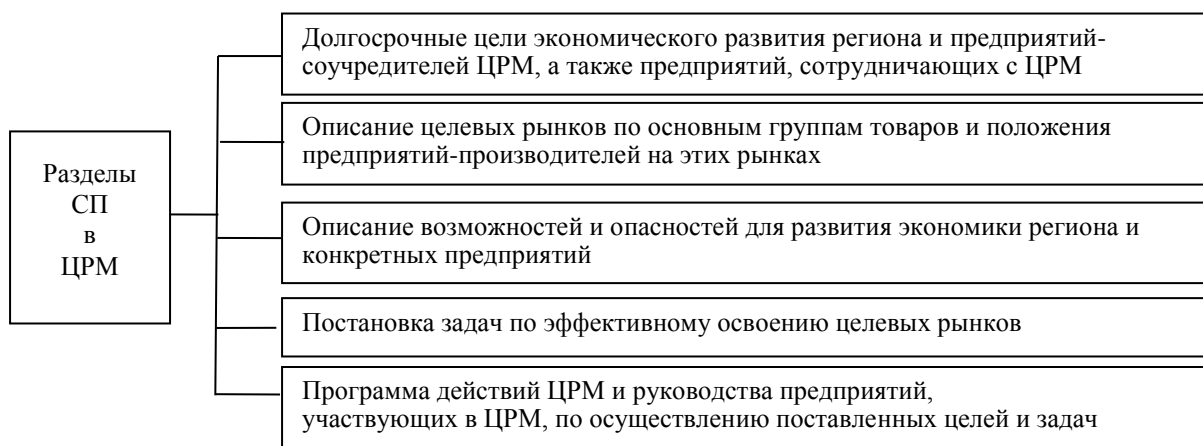 Разделы
СП
в
ЦРМ
Долгосрочные цели экономического развития региона и предприятий-
соучредителей ЦРМ, а также предприятий, сотрудничающих с ЦРМ
Описание целевых рынков по основным группам товаров и положения
предприятий-производителей на этих рынках
Описание возможностей и опасностей для развития экономики региона и
конкретных предприятий
Постановка задач по эффективному освоению целевых рынков
Программа действий ЦРМ и руководства предприятий,
участвующих в ЦРМ, по осуществлению поставленных целей и задач